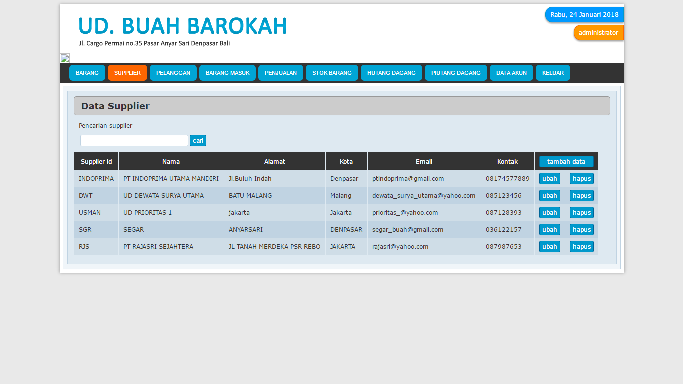 UD. BUAH BAROKAH
Jl. Cargo Permai no.35 Pasar Anyar Sari Denpasar Bali
Rabu, 24 Januari 2018
administrator
BARANG SUPPLIER PELANGGAN BARANG MASUK PENJUALAN STOK BARANG HUTANG DAGANG PIUTANG DAGANG DATA AKUN KELUAR
Data Supplier
Pencarian supplier
cari
Supplier Id Nama Alamat Kota Email Kontak tambah data
INDOPRIMA PT INDOPRIMA UTAMA MANDIRI Jl.Buluh Indah Denpasar ptindoprima@gmail.com 08174577889 ubah hapus
DWT UD DEWATA SURYA UTAMA BATU MALANG Malang dewata_surya_utama@yahoo.com 085123456 ubah hapus
USMAN UD PRIORITAS 1 Jakarta Jakarta prioritas_@yahoo.com 087128393 ubah hapus
SGR SEGAR ANYARSARI DENPASAR segar_buah@gmail.com 036122157 ubah hapus
RJS PT RAJASRI SEJAHTERA JL TANAH MERDEKA PSR REBO JAKARTA rajasri@yahoo.com 087987653 ubah hapus